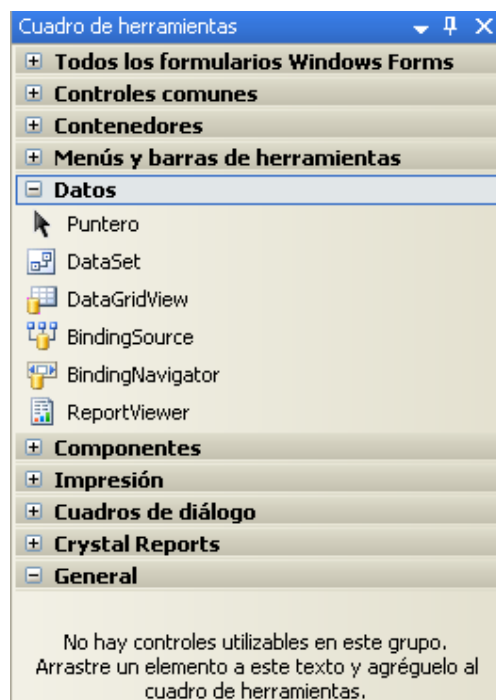 Cuadro de herramientas
Todos los formularios Windows Forms
Controles comunes
Contenedores
Menús y barras de herramientas
Datos
Puntero
DataSet
DataGridView
BindingSource
BindingNavigator
ReportViewer
Componentes
Impresión
Cuadros de diálogo
Crystal Reports
General
No hay controles utilizables en este grupo.
Arrastre un elemento a este texto y agréguelo al
cuadro de herramientas.